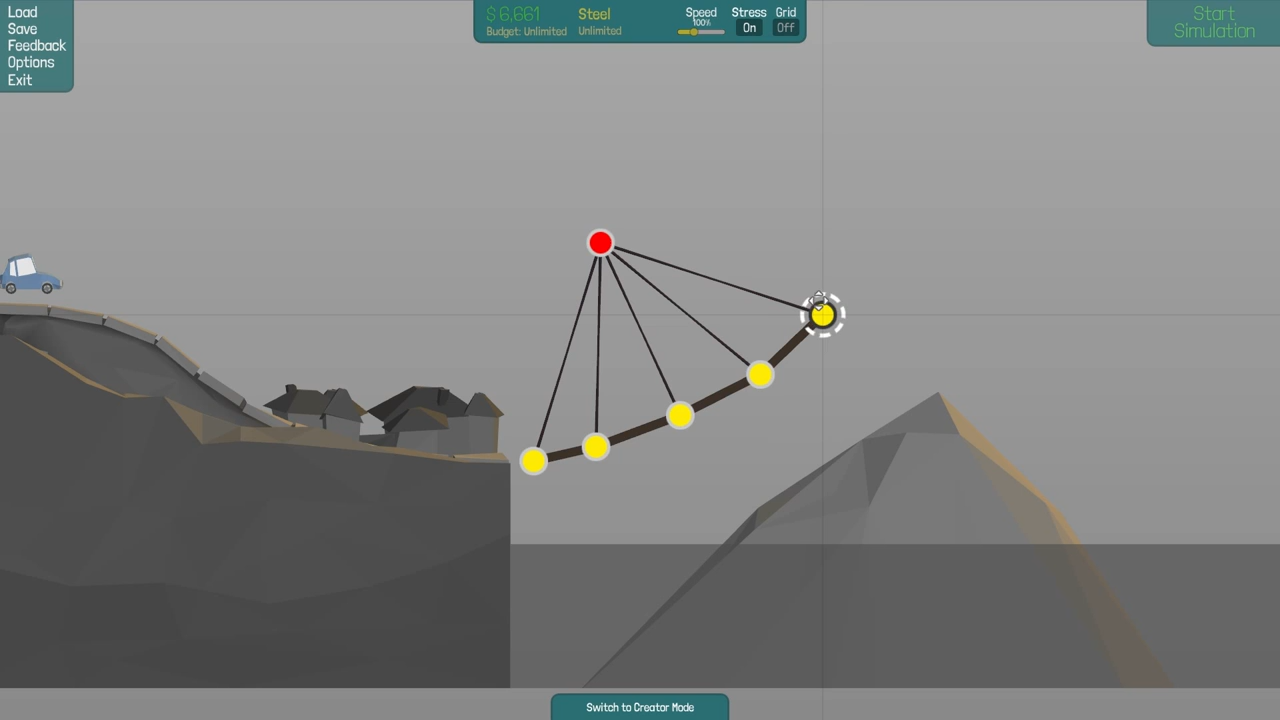 Load
Save
Feedback
Options
Exit
$ 6,661
Budget: Unlimited
Steel
Unlimited
Speed
100%
Stress
On
Grid
Off
Start
Simulation
Switch to Creator Mode